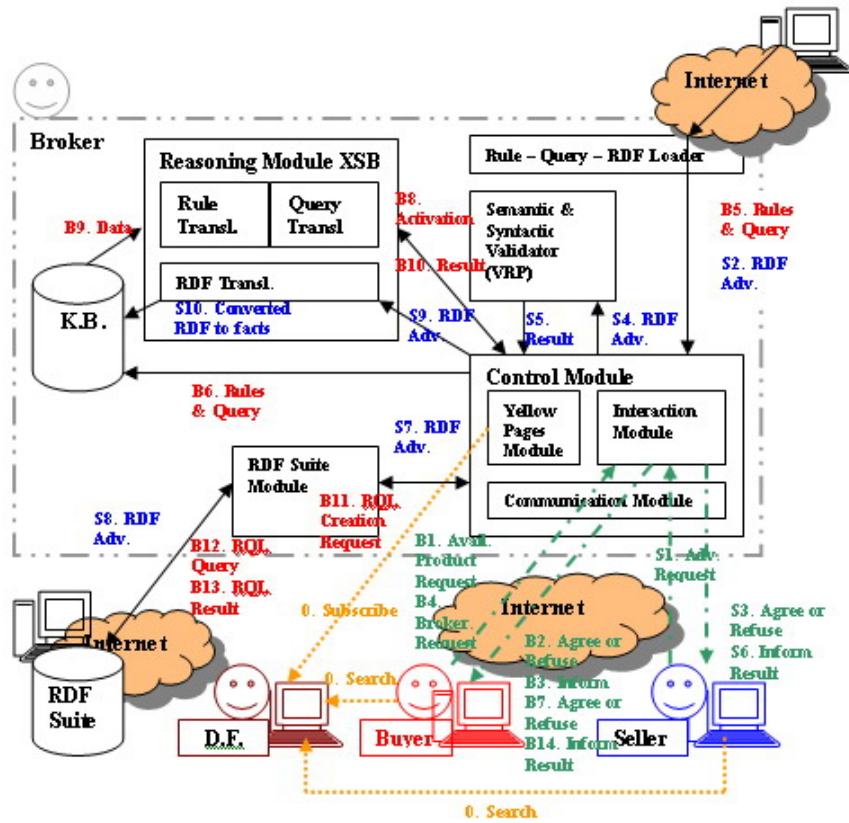 Internet
Broker
Reasoning Module XSB
Rule
Transl.
Query
Transl
RDF Transl.
B9. Data
K.B.
S10. Converted
RDF to facts
B8.
Activation
B10. Result
Rule – Query – RDF Loader
Semantic &
Syntactic
Validator
(VRP)
B5. Rules
& Query
S2. RDF
Adv.
S9. RDF
Adv.
S5.
Result
S4. RDF
Adv.
B6. Rules
& Query
Control Module
Yellow
Pages
Module
Interaction
Module
Communication Module
S7. RDF
Adv.
RDF Suite
Module
B11. RQL
Creation
Request
S8. RDF
Adv.
B12. RQL
Query
B13. RQL
Result
B1. Avail.
Product
Request
B4.
Broker.
Request
S1. Adv.
Request
0. Subscribe
Internet
S3. Agree or
Refuse
S6. Inform
Result
B2. Agree or
Refuse
B3. Inform
B7. Agree or
Refuse
B14. Inform
Result
Internet
RDF
Suite
0. Search
D.F.
Buyer
Seller
0. Search